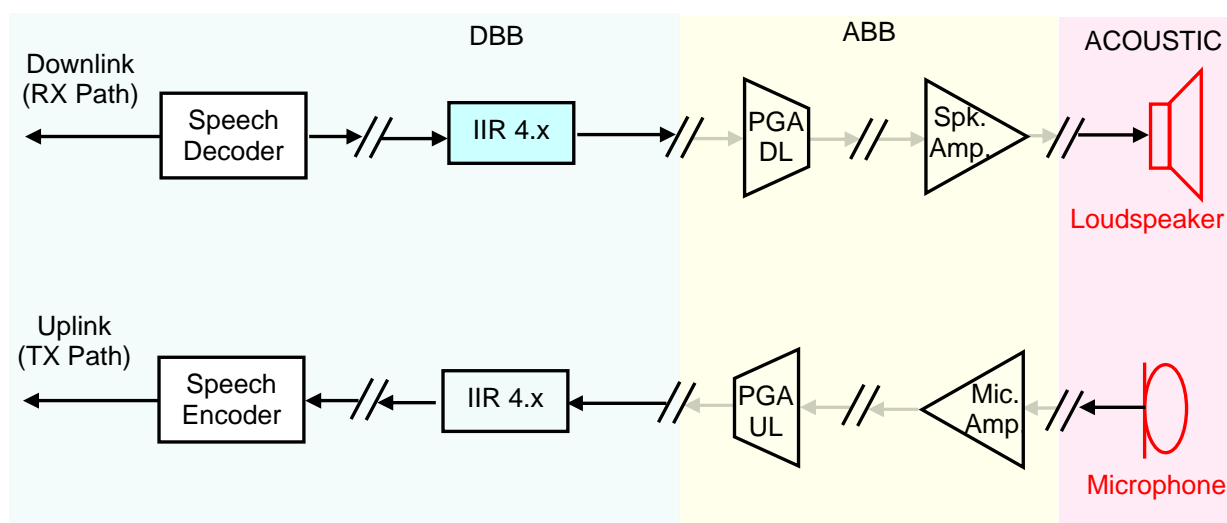 DBB
ABB
ACOUSTIC
Downlink
(RX Path)
Speech
Decoder
IIR 4.x
PGA
DL
Spk.
Amp.
Loudspeaker
Uplink
(TX Path)
Speech
Encoder
IIR 4.x
PGA
UL
Mic.
Amp
Microphone